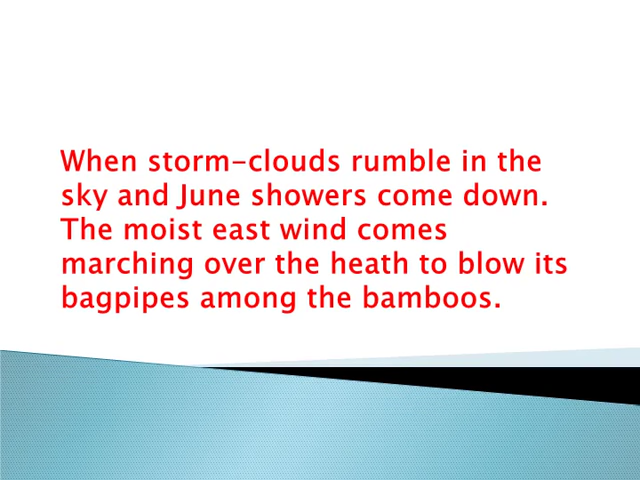 When storm-clouds rumble in the
sky and June showers come down.
The moist east wind comes
marching over the heath to blow its
bagpipes among the bamboos.